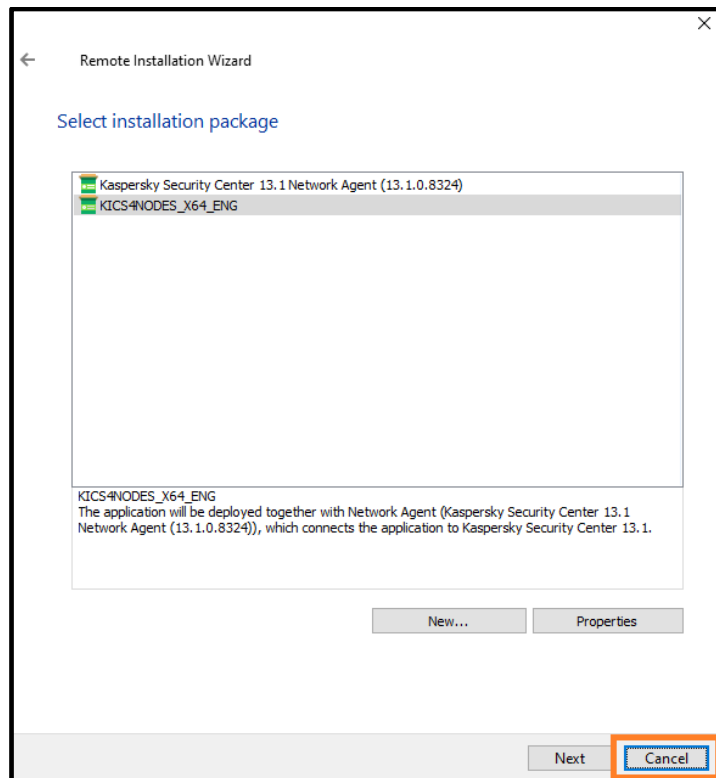 Remote Installation Wizard
Select installation package
Kaspersky Security Center 13.1 Network Agent (13.1.0.8324)
KICS4NODES_X64_ENG
KICS4NODES_X64_ENG
The application will be deployed together with Network Agent (Kaspersky Security Center 13.1
Network Agent (13.1.0.8324)), which connects the application to Kaspersky Security Center 13.1.
New...
Properties
Next
Cancel